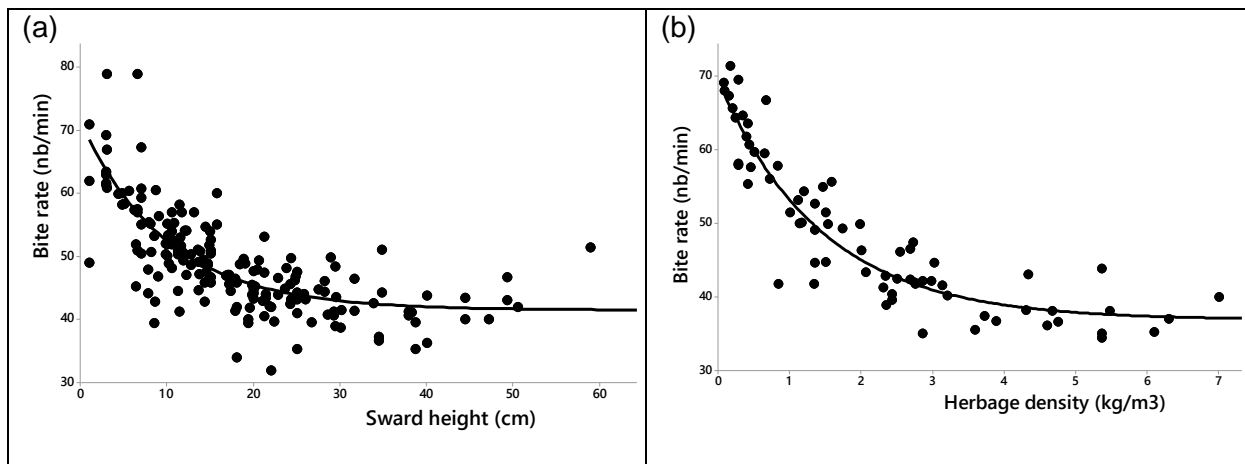 (a)
Bite rate (nb/min)
80
70
60
50
40
30
0 10 20 30 40 50 60
Sward height (cm)
(b)
Bite rate (nb/min)
70
60
50
40
30
0 1 2 3 4 5 6 7
Herbage density (kg/m3)